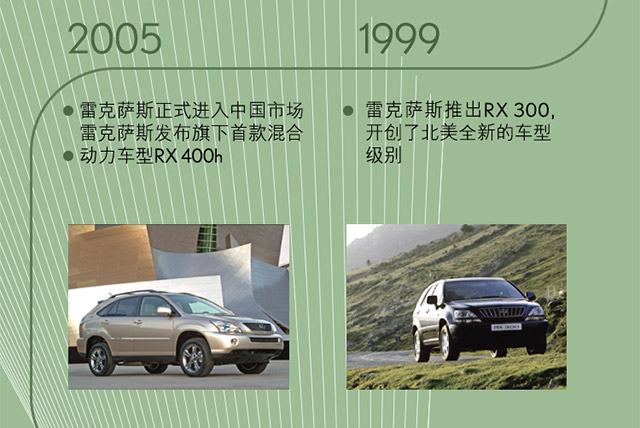 2005
雷克萨斯正式进入中国市场
雷克萨斯发布旗下首款混合
动力车型RX 400h
1999
雷克萨斯推出RX 300,
开创了北美全新的车型
级别